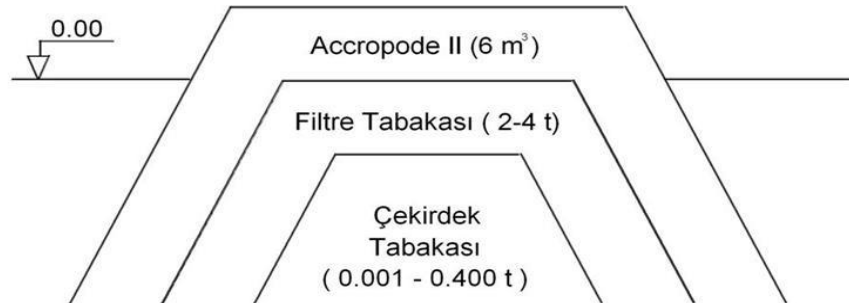 0.00
Accropode II (6 m³)
Filtre Tabakası ( 2-4 t)
Çekirdek
Tabakası
( 0.001 - 0.400 t )